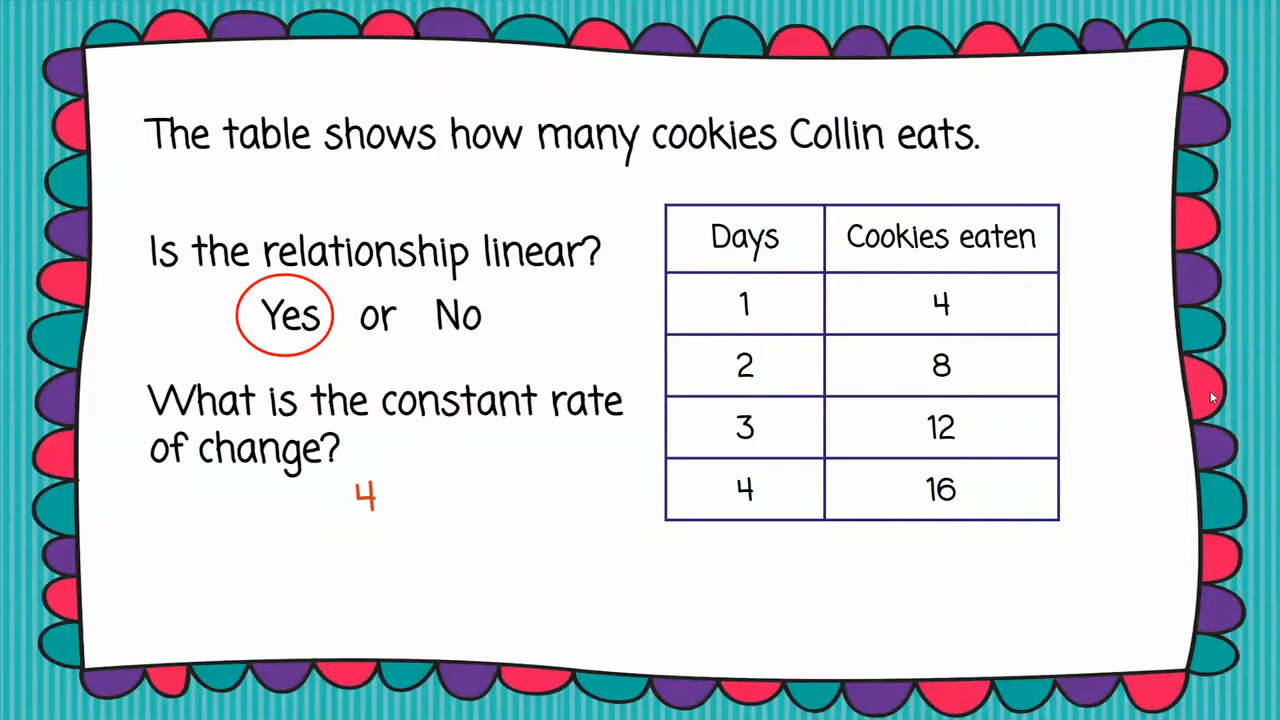 The table shows how many cookies Collin eats.
Is the relationship linear?
Yes or No
What is the constant rate
of change?
4
Days Cookies eaten
1 4
2 8
3 12
4 16